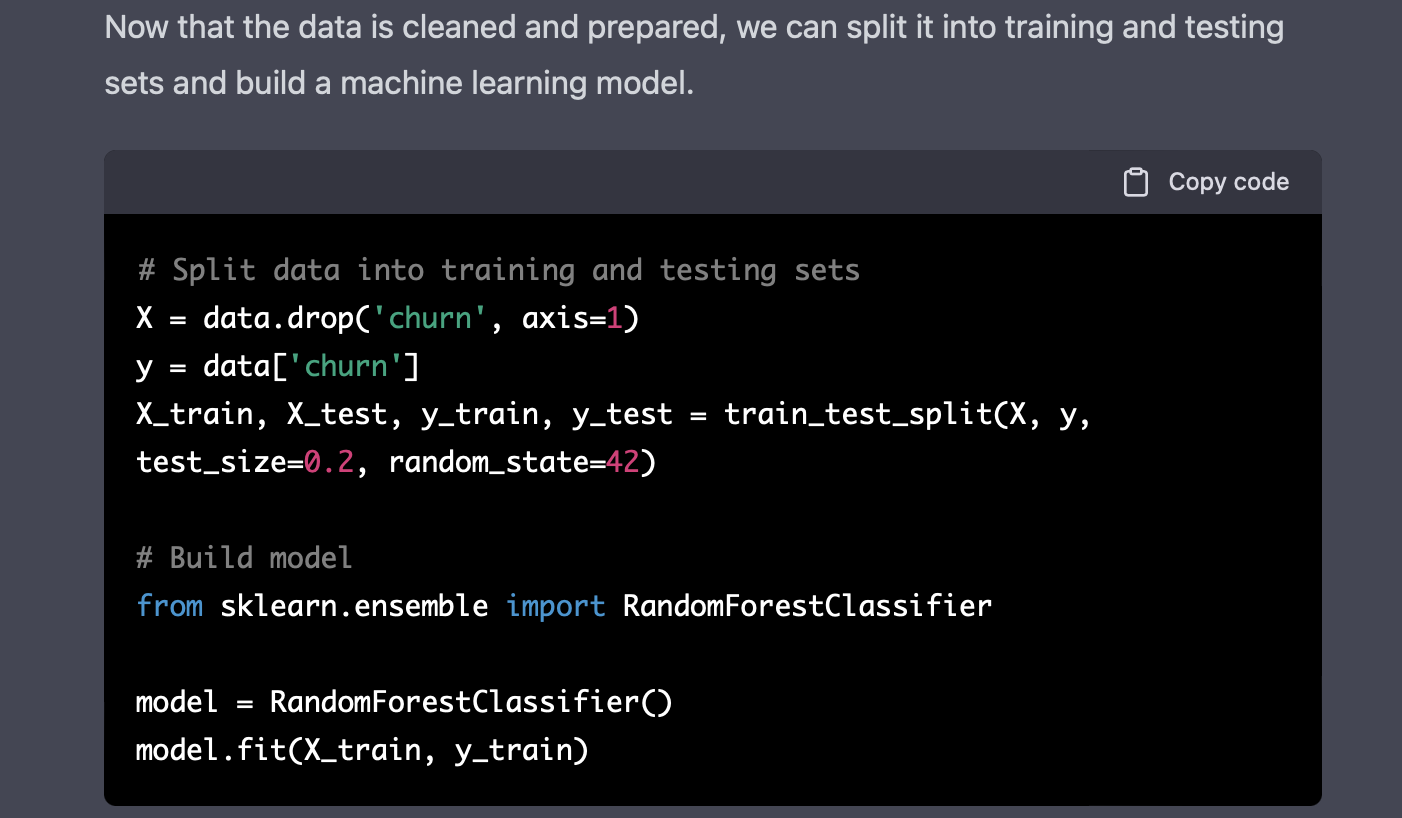 Now that the data is cleaned and prepared, we can split it into training and testing
sets and build a machine learning model.
Copy code
# Split data into training and testing sets
X = data.drop('churn', axis=1)
y = data['churn']
X_train, X_test, y_train, y_test = train_test_split(X, y,
test_size=0.2, random_state=42)
# Build model
from sklearn.ensemble import RandomForestClassifier
model = RandomForestClassifier()
model.fit(X_train, y_train)